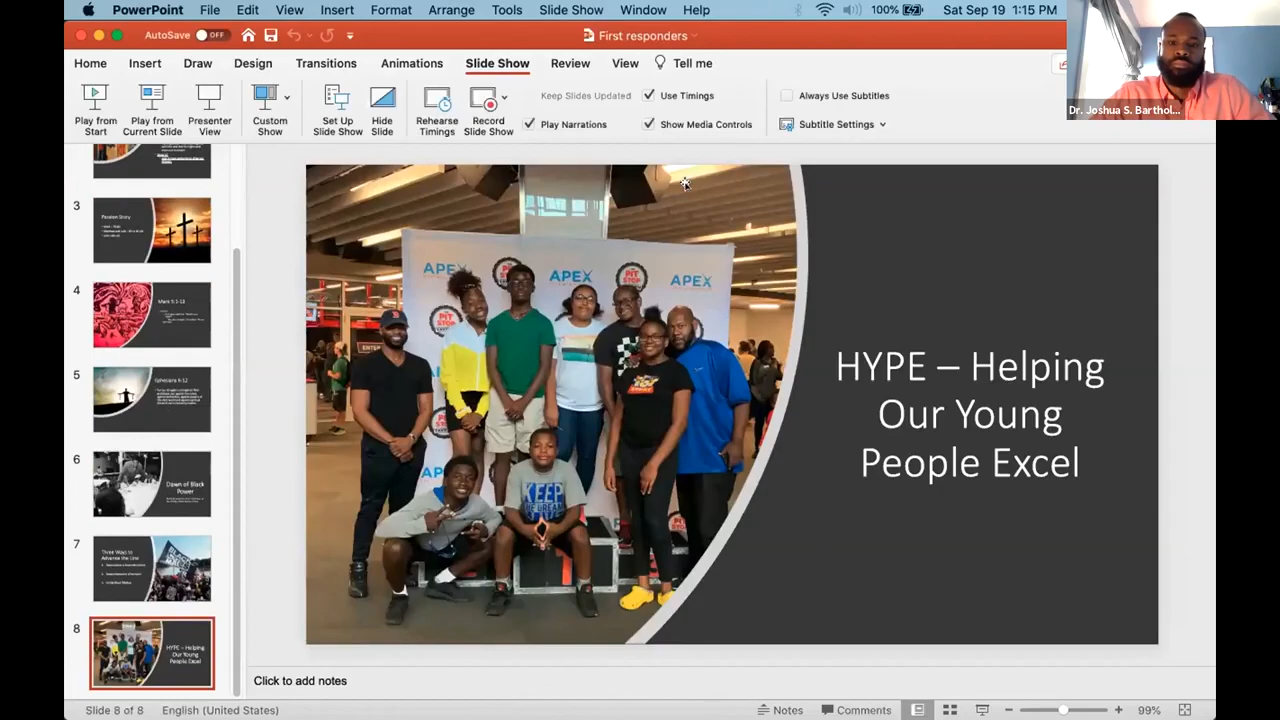 PowerPoint File Edit View Insert Format Arrange Tools Slide Show Window Help 100% Sat Sep 19 1:15 PM
AutoSave OFF First responders
Home Insert Draw Design Transitions Animations Slide Show Review View Tell me
Play from Start
Play from Current Slide
Presenter View
Custom Show
Set Up Slide Show
Hide Slide
Rehearse Timings
Record Slide Show
Keep Slides Updated
Use Timings
Play Narrations
Show Media Controls
Always Use Subtitles
Subtitle Settings
Dr. Joshua S. Barthol...
3
Passion Story
4
Mark 5:1-13
5
Ephesians 6:12
6
Dawn of Black
Power
7
Three Ways to
Advance the Line
8
HYPE – Helping
Our Young
People Excel
APEX
APEX
PIT STOP
APEX
PIT STOP
ENTER
KEEP
THE DREAM
HYPE – Helping
Our Young
People Excel
Click to add notes
Slide 8 of 8 English (United States) Notes Comments 99%